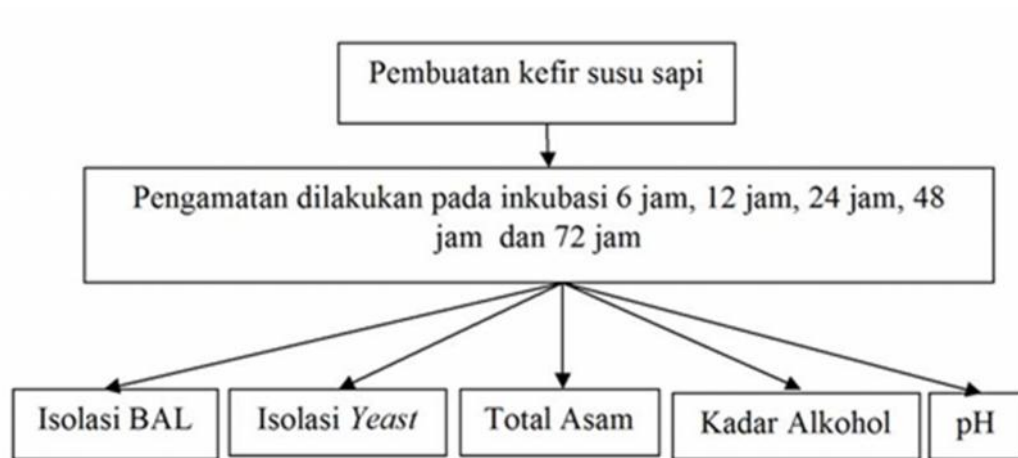 Pembuatan kefir susu sapi
Pengamatan dilakukan pada inkubasi 6 jam, 12 jam, 24 jam, 48
jam dan 72 jam
Isolasi BAL
Isolasi Yeast
Total Asam
Kadar Alkohol
pH